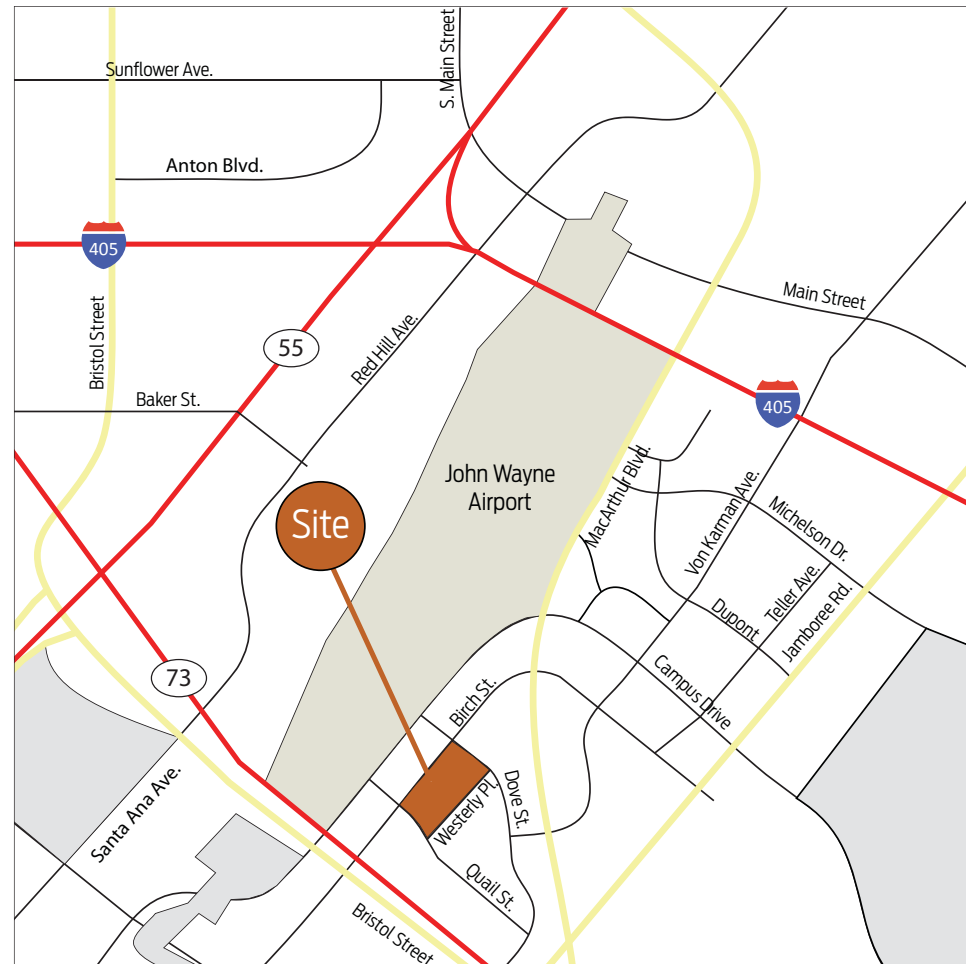 S. Main Street
Sunflower Ave.
Anton Blvd.
405
Bristol Street
Main Street
55
Red Hill Ave.
Baker St.
405
John Wayne
Airport
MacArthur Blvd.
Von Karman Ave.
Site
Michelson Dr.
Teller Ave.
Jamboree Rd.
Dupont
73
Campus Drive
Birch St.
Santa Ana Ave.
Westerly Pl.
Dove St.
Quail St.
Bristol Street